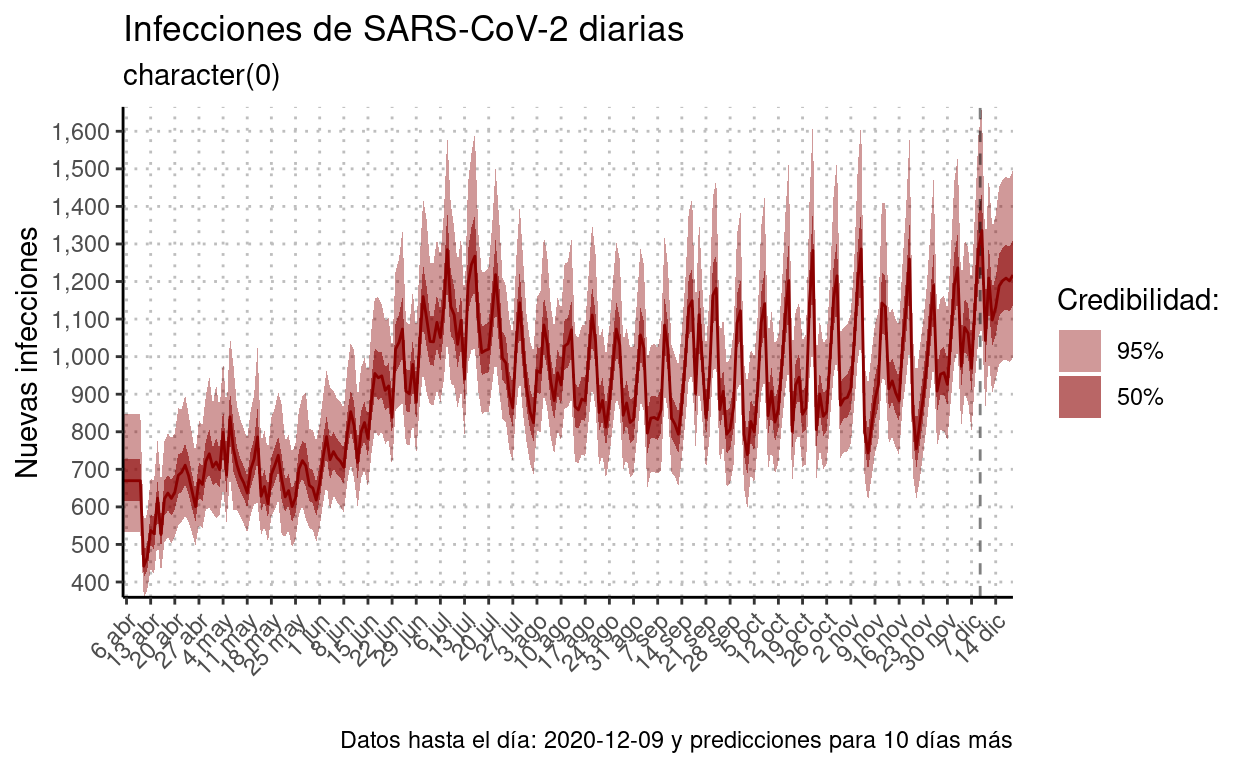 Infecciones de SARS-CoV-2 diarias
character(0)
Nuevas infecciones
1,600
1,500
1,400
1,300
1,200
1,100
1,000
900
800
700
600
500
400
6 abr
13 abr
20 abr
27 abr
4 may
11 may
18 may
25 may
1 jun
8 jun
15 jun
22 jun
29 jun
6 jul
13 jul
20 jul
27 jul
3 ago
10 ago
17 ago
24 ago
31 ago
7 sep
14 sep
21 sep
28 sep
5 oct
12 oct
19 oct
26 oct
2 nov
9 nov
16 nov
23 nov
30 nov
7 dic
14 dic
Credibilidad:
95%
50%
Datos hasta el día: 2020-12-09 y predicciones para 10 días más